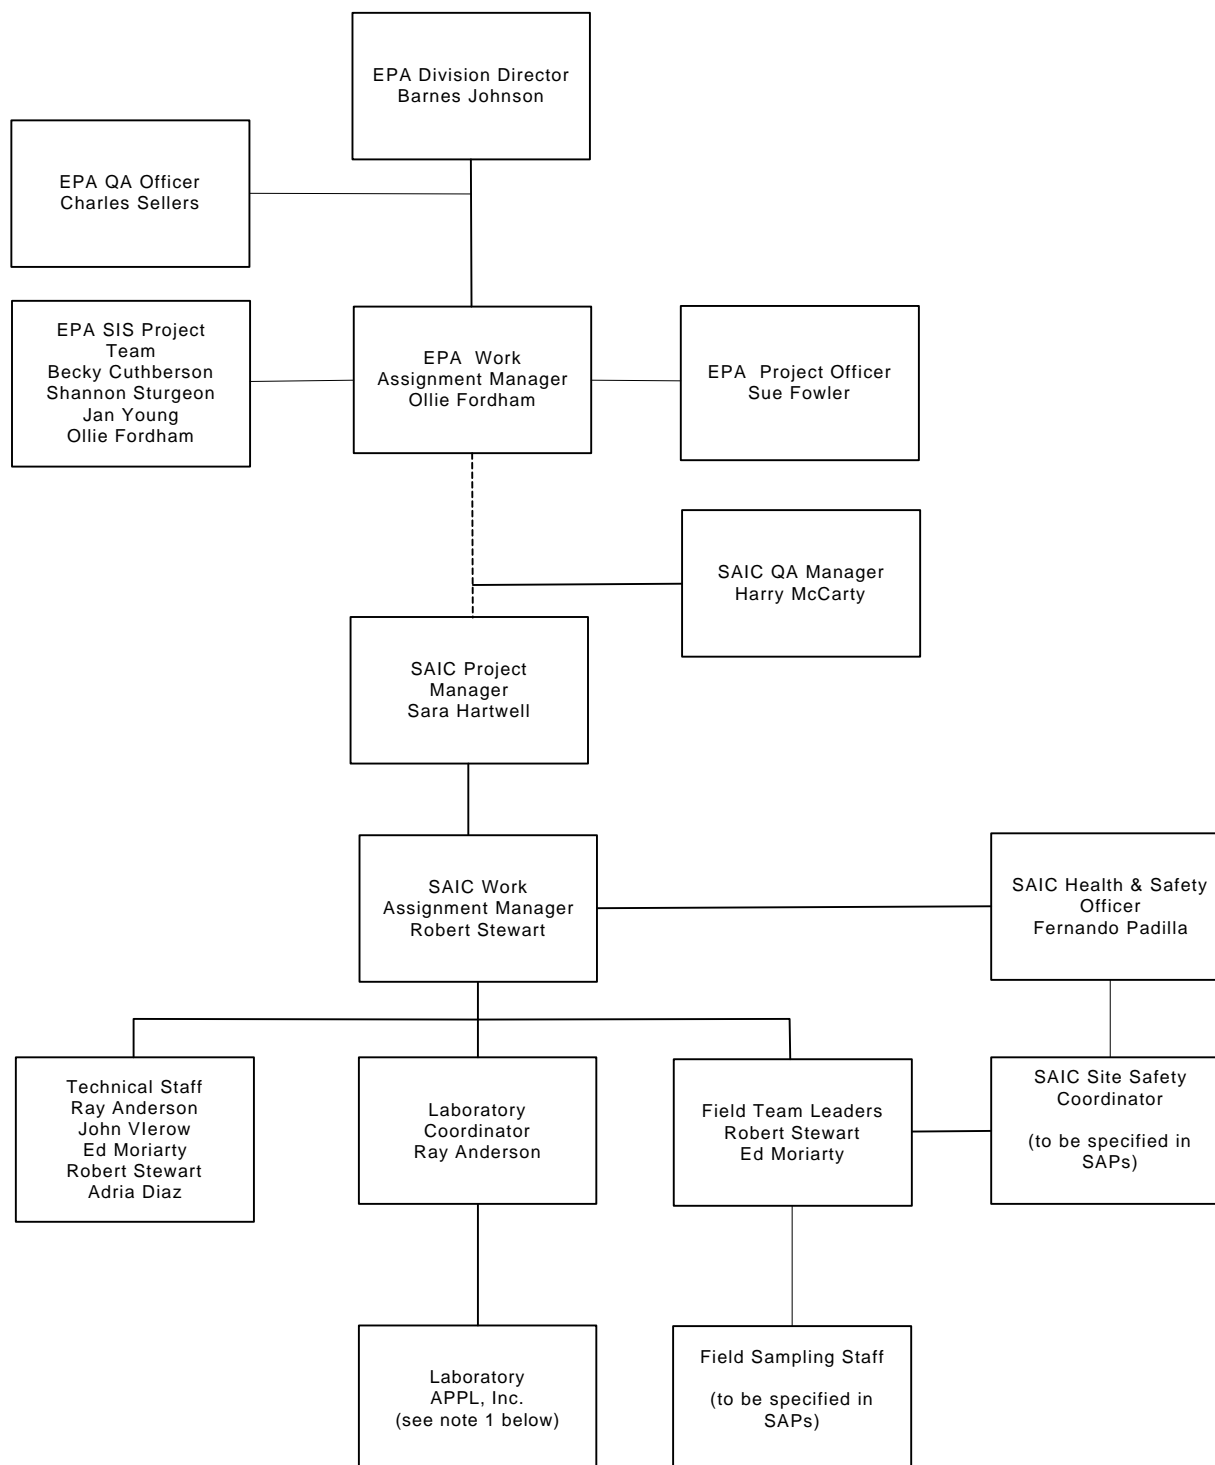 EPA Division Director
Barnes Johnson
EPA QA Officer
Charles Sellers
EPA SIS Project
Team
Becky Cuthberson
Shannon Sturgeon
Jan Young
Ollie Fordham
EPA Work
Assignment Manager
Ollie Fordham
EPA Project Officer
Sue Fowler
SAIC QA Manager
Harry McCarty
SAIC Project
Manager
Sara Hartwell
SAIC Work
Assignment Manager
Robert Stewart
SAIC Health & Safety
Officer
Fernando Padilla
Technical Staff
Ray Anderson
John VIerow
Ed Moriarty
Robert Stewart
Adria Diaz
Laboratory
Coordinator
Ray Anderson
Field Team Leaders
Robert Stewart
Ed Moriarty
SAIC Site Safety
Coordinator
(to be specified in
SAPs)
Laboratory
APPL, Inc.
(see note 1 below)
Field Sampling Staff
(to be specified in
SAPs)